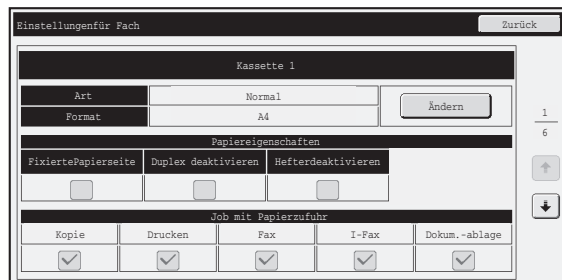 Einstellungenfür Fach
Zurück
Kassette 1
Art
Normal
Ändern
Format
A4
1
6
Papiereigenschaften
FixiertePapierseite
Duplex deaktivieren
Hefterdeaktivieren
Job mit Papierzufuhr
Kopie
Drucken
Fax
I-Fax
Dokum.-ablage